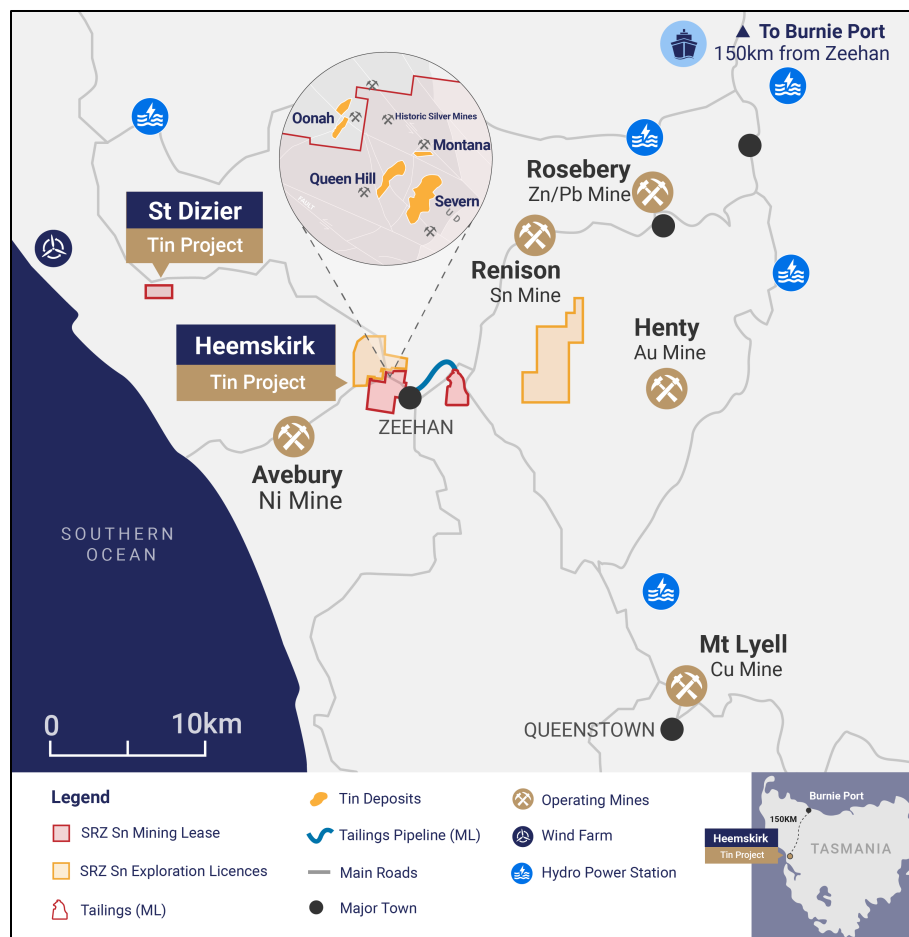 ▲ To Burnie Port
150km from Zeehan
Oonah
Historic Silver Mines
Montana
Queen Hill
Severn
Rosebery
Zn/Pb Mine
St Dizier
Tin Project
Renison
Sn Mine
Henty
Au Mine
Heemskirk
Tin Project
ZEEHAN
Avebury
Ni Mine
SOUTHERN
OCEAN
Mt Lyell
Cu Mine
QUEENSTOWN
0 10km
Legend
SRZ Sn Mining Lease
SRZ Sn Exploration Licences
Tailings (ML)
Tin Deposits
Tailings Pipeline (ML)
Main Roads
Major Town
Operating Mines
Wind Farm
Hydro Power Station
Burnie Port
150KM
Heemskirk
Tin Project
TASMANIA